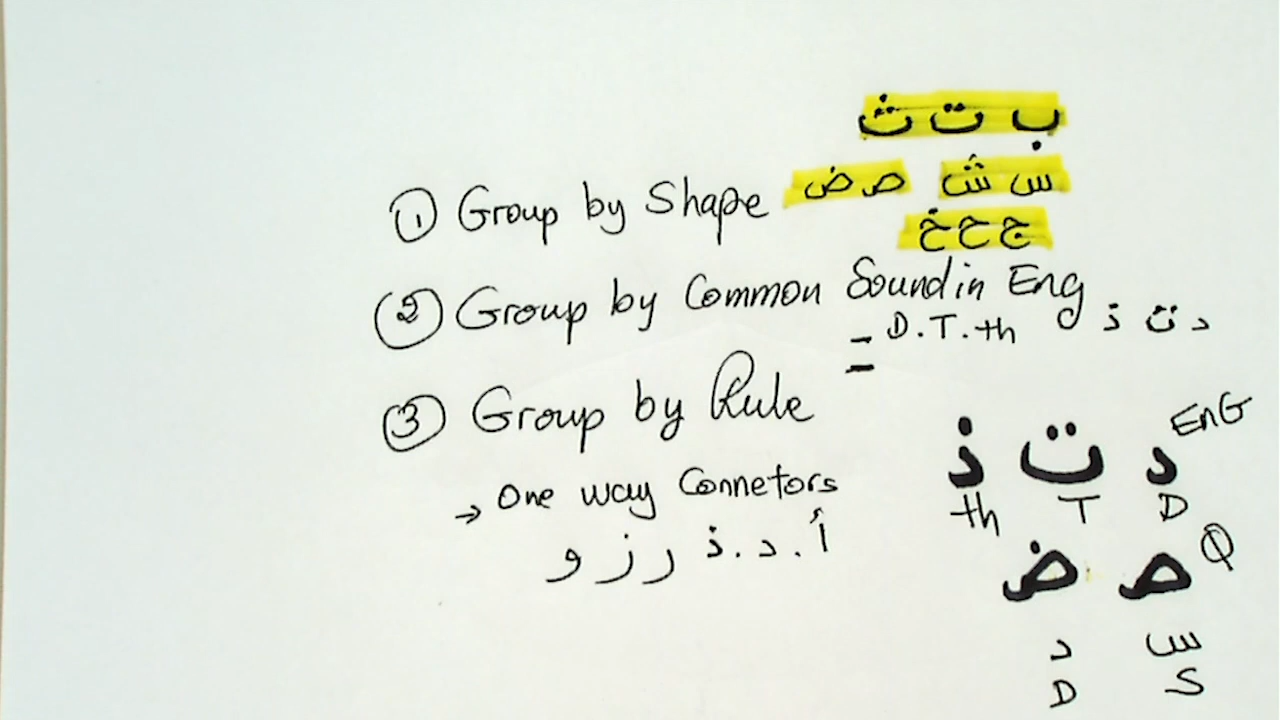 ب ت ث
① Group by Shape س ش ص ض
ج ح خ
② Group by Common Sound in Eng
= D.T.th د ت ذ
③ Group by Rule
EnG
د ت ذ
th T D
→ One way Connetors
أ . د . ذ ر ز و
ص ض
س د
D S